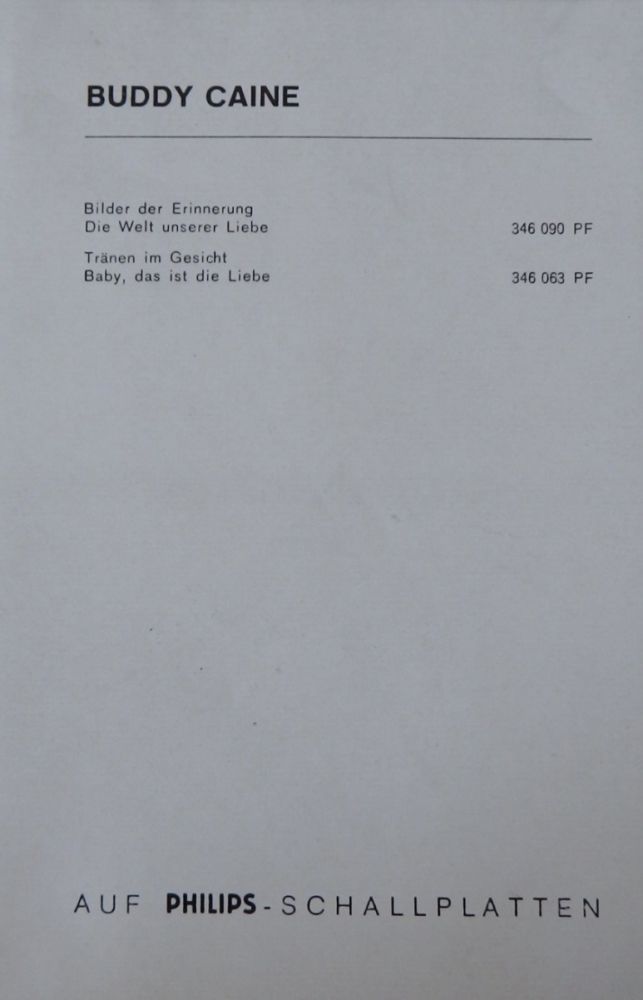 BUDDY CAINE
Bilder der Erinnerung
Die Welt unserer Liebe 346 090 PF
Tränen im Gesicht
Baby, das ist die Liebe 346 063 PF
AUF PHILIPS-SCHALLPLATTEN